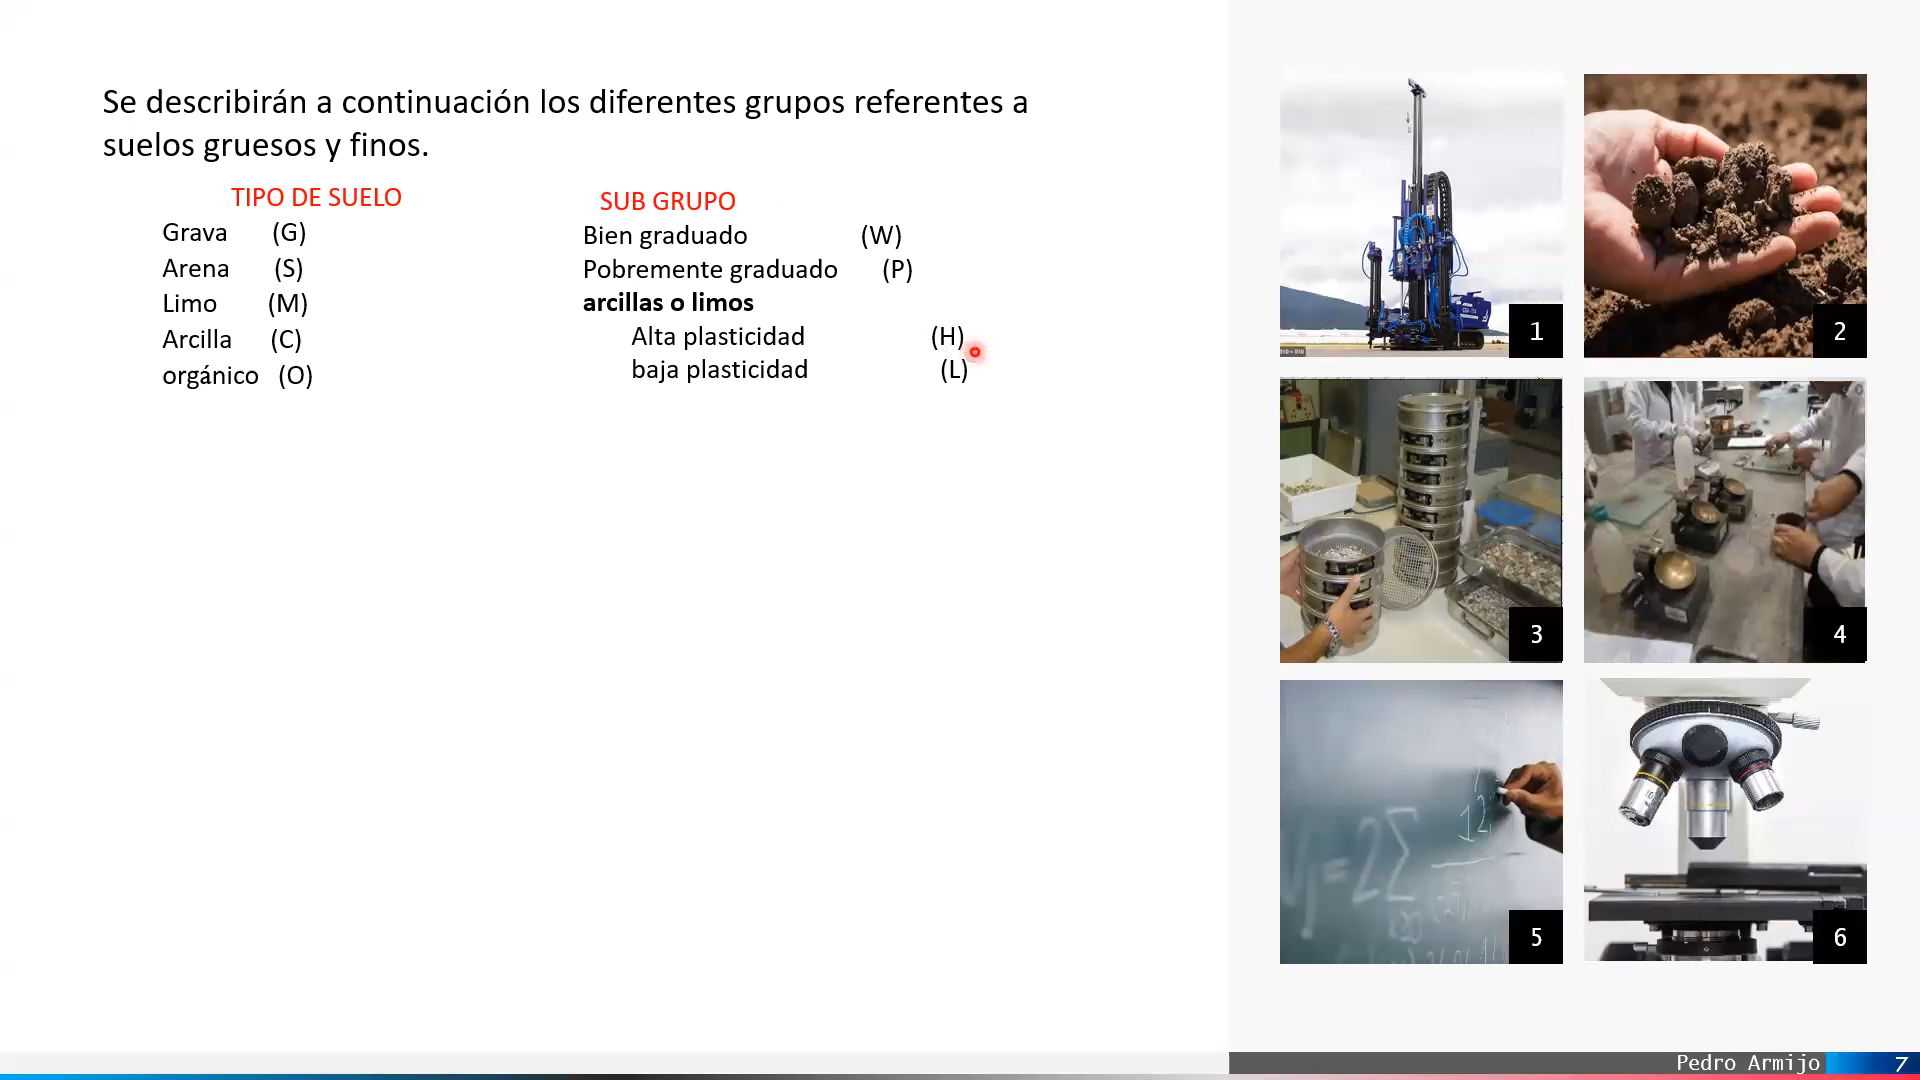 Se describirán a continuación los diferentes grupos referentes a
suelos gruesos y finos.
TIPO DE SUELO
Grava (G)
Arena (S)
Limo (M)
Arcilla (C)
orgánico (O)
SUB GRUPO
Bien graduado (W)
Pobremente graduado (P)
arcillas o limos
Alta plasticidad (H)
baja plasticidad (L)
1
2
3
4
5
6
Pedro Armijo 7